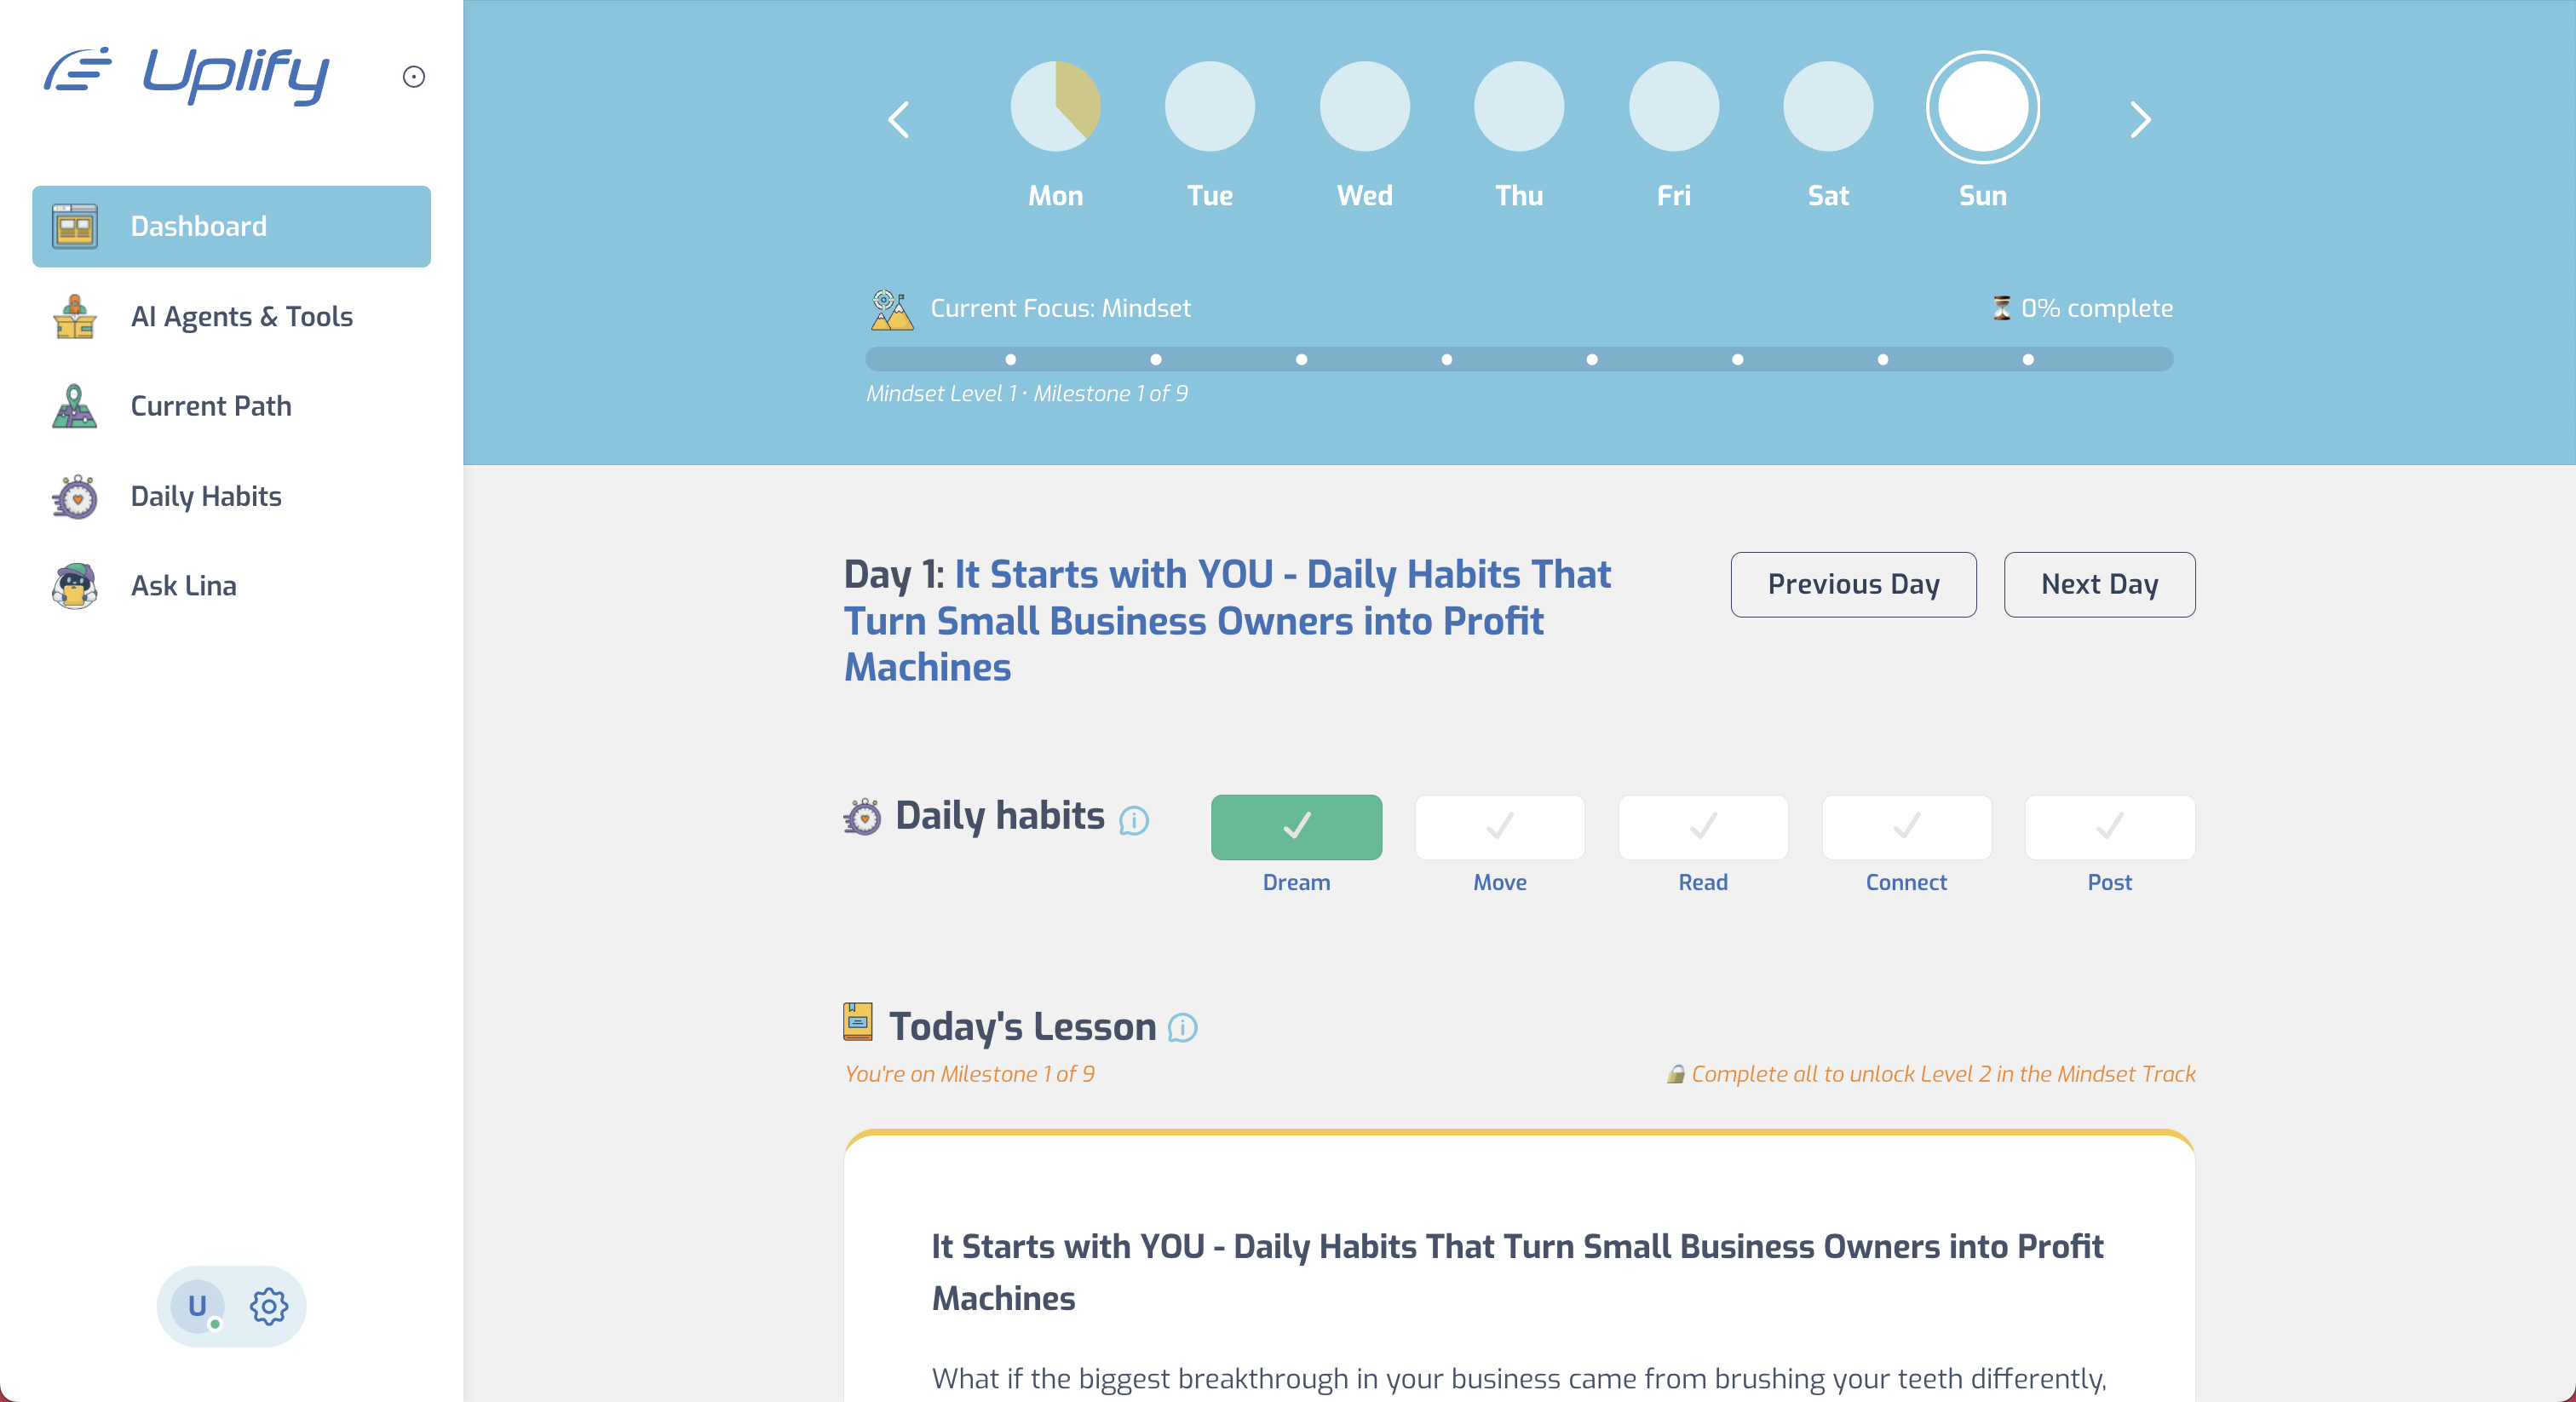 Uplify
Dashboard
AI Agents & Tools
Current Path
Daily Habits
Ask Lina
U
Mon Tue Wed Thu Fri Sat Sun
Current Focus: Mindset
0% complete
Mindset Level 1 · Milestone 1 of 9
Day 1: It Starts with YOU - Daily Habits That
Turn Small Business Owners into Profit
Machines
Previous Day
Next Day
Daily habits
Dream Move Read Connect Post
Today's Lesson
You're on Milestone 1 of 9
Complete all to unlock Level 2 in the Mindset Track
It Starts with YOU - Daily Habits That Turn Small Business Owners into Profit
Machines
What if the biggest breakthrough in your business came from brushing your teeth differently,